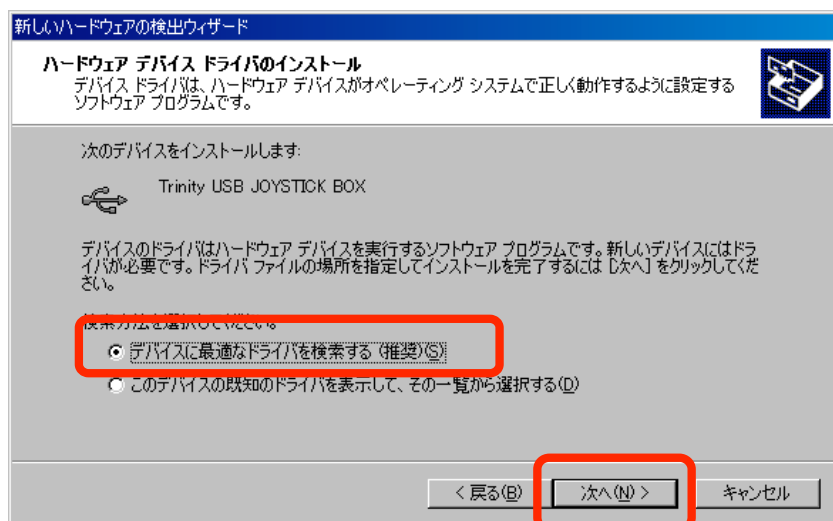 新しいハードウェアの検出ウィザード
ハードウェア デバイス ドライバのインストール
デバイス ドライバは、ハードウェア デバイスがオペレーティング システムで正しく動作するように設定する
ソフトウェア プログラムです。
次のデバイスをインストールします:
Trinity USB JOYSTICK BOX
デバイスのドライバはハードウェア デバイスを実行するソフトウェア プログラムです。新しいデバイスにはドラ
イバが必要です。ドライバ ファイルの場所を指定してインストールを完了するには [次へ] をクリックしてくだ
さい。
検索方法を選択してください。
デバイスに最適なドライバを検索する (推奨)(S)
このデバイスの既知のドライバを表示して、その一覧から選択する(D)
< 戻る(B)
次へ(N) >
キャンセル